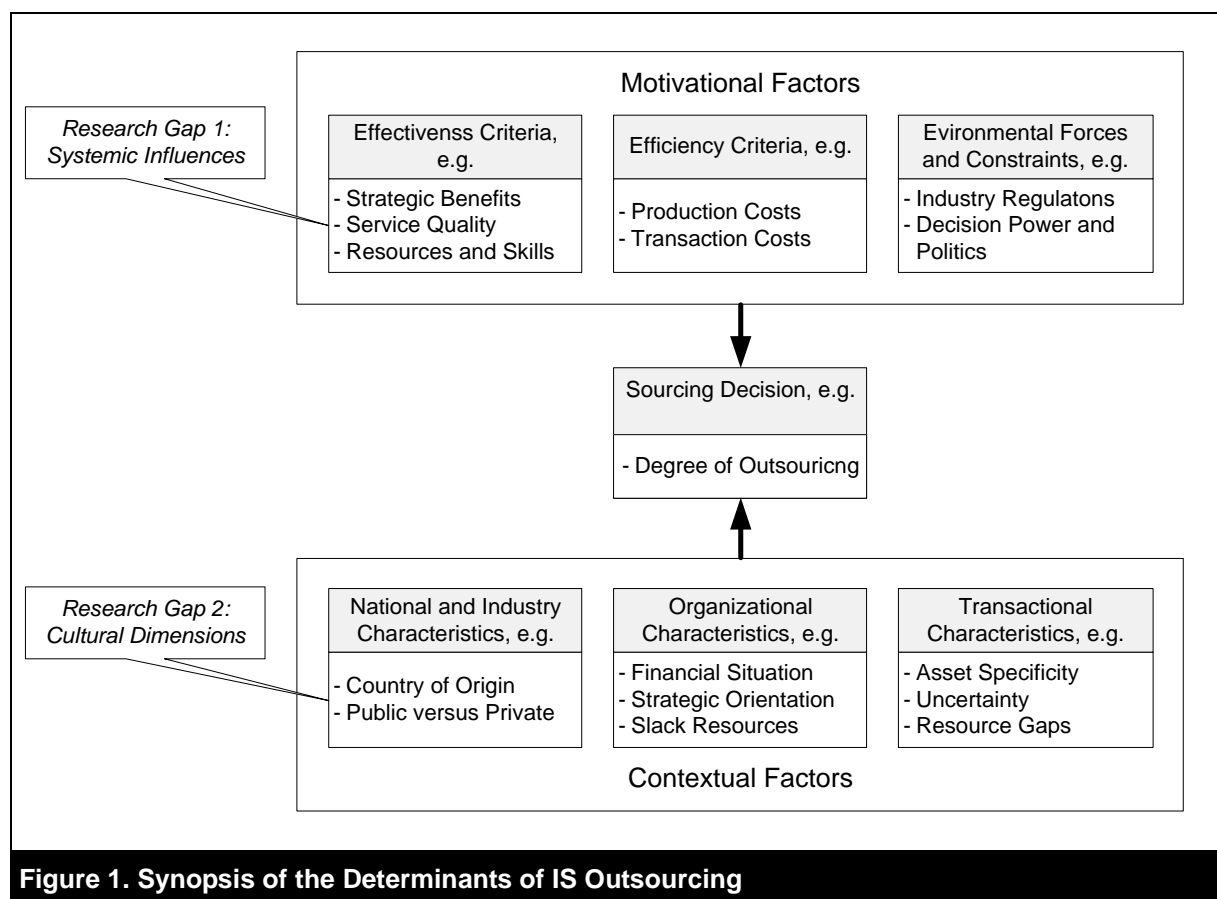 Motivational Factors
Research Gap 1:
Systemic Influences
Effectivenss Criteria,
e.g.
- Strategic Benefits
- Service Quality
- Resources and Skills
Efficiency Criteria, e.g.
- Production Costs
- Transaction Costs
Evironmental Forces
and Constraints, e.g.
- Industry Regulatons
- Decision Power and
Politics
Sourcing Decision, e.g.
- Degree of Outsouricng
Research Gap 2:
Cultural Dimensions
National and Industry
Characteristics, e.g.
- Country of Origin
- Public versus Private
Organizational
Characteristics, e.g.
- Financial Situation
- Strategic Orientation
- Slack Resources
Transactional
Characteristics, e.g.
- Asset Specificity
- Uncertainty
- Resource Gaps
Contextual Factors
Figure 1. Synopsis of the Determinants of IS Outsourcing